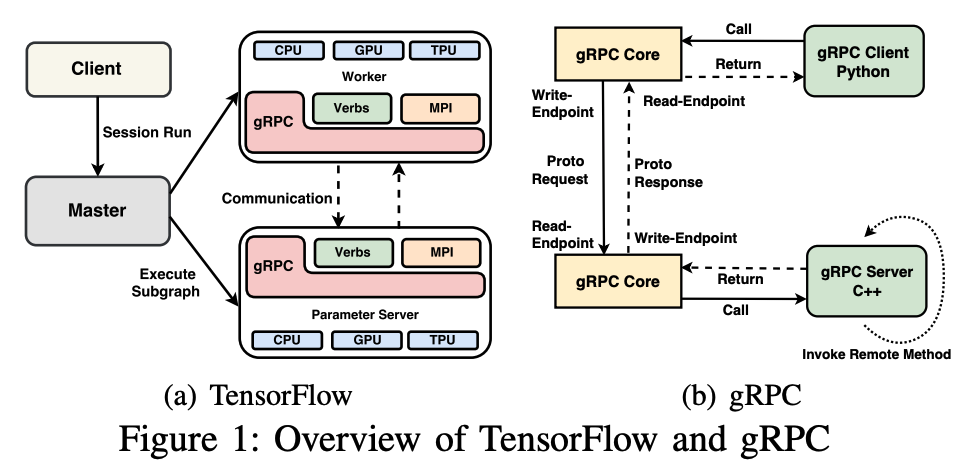 Client
Session Run
Master
Execute
Subgraph
CPU GPU TPU
Worker
gRPC Verbs MPI
Communication
gRPC Verbs MPI
Parameter Server
CPU GPU TPU
(a) TensorFlow
gRPC Core
Call
Return
gRPC Client
Python
Write-
Endpoint
Read-Endpoint
Proto
Request
Proto
Response
Read-
Endpoint
Write-Endpoint
gRPC Core
Return
Call
gRPC Server
C++
Invoke Remote Method
(b) gRPC
Figure 1: Overview of TensorFlow and gRPC